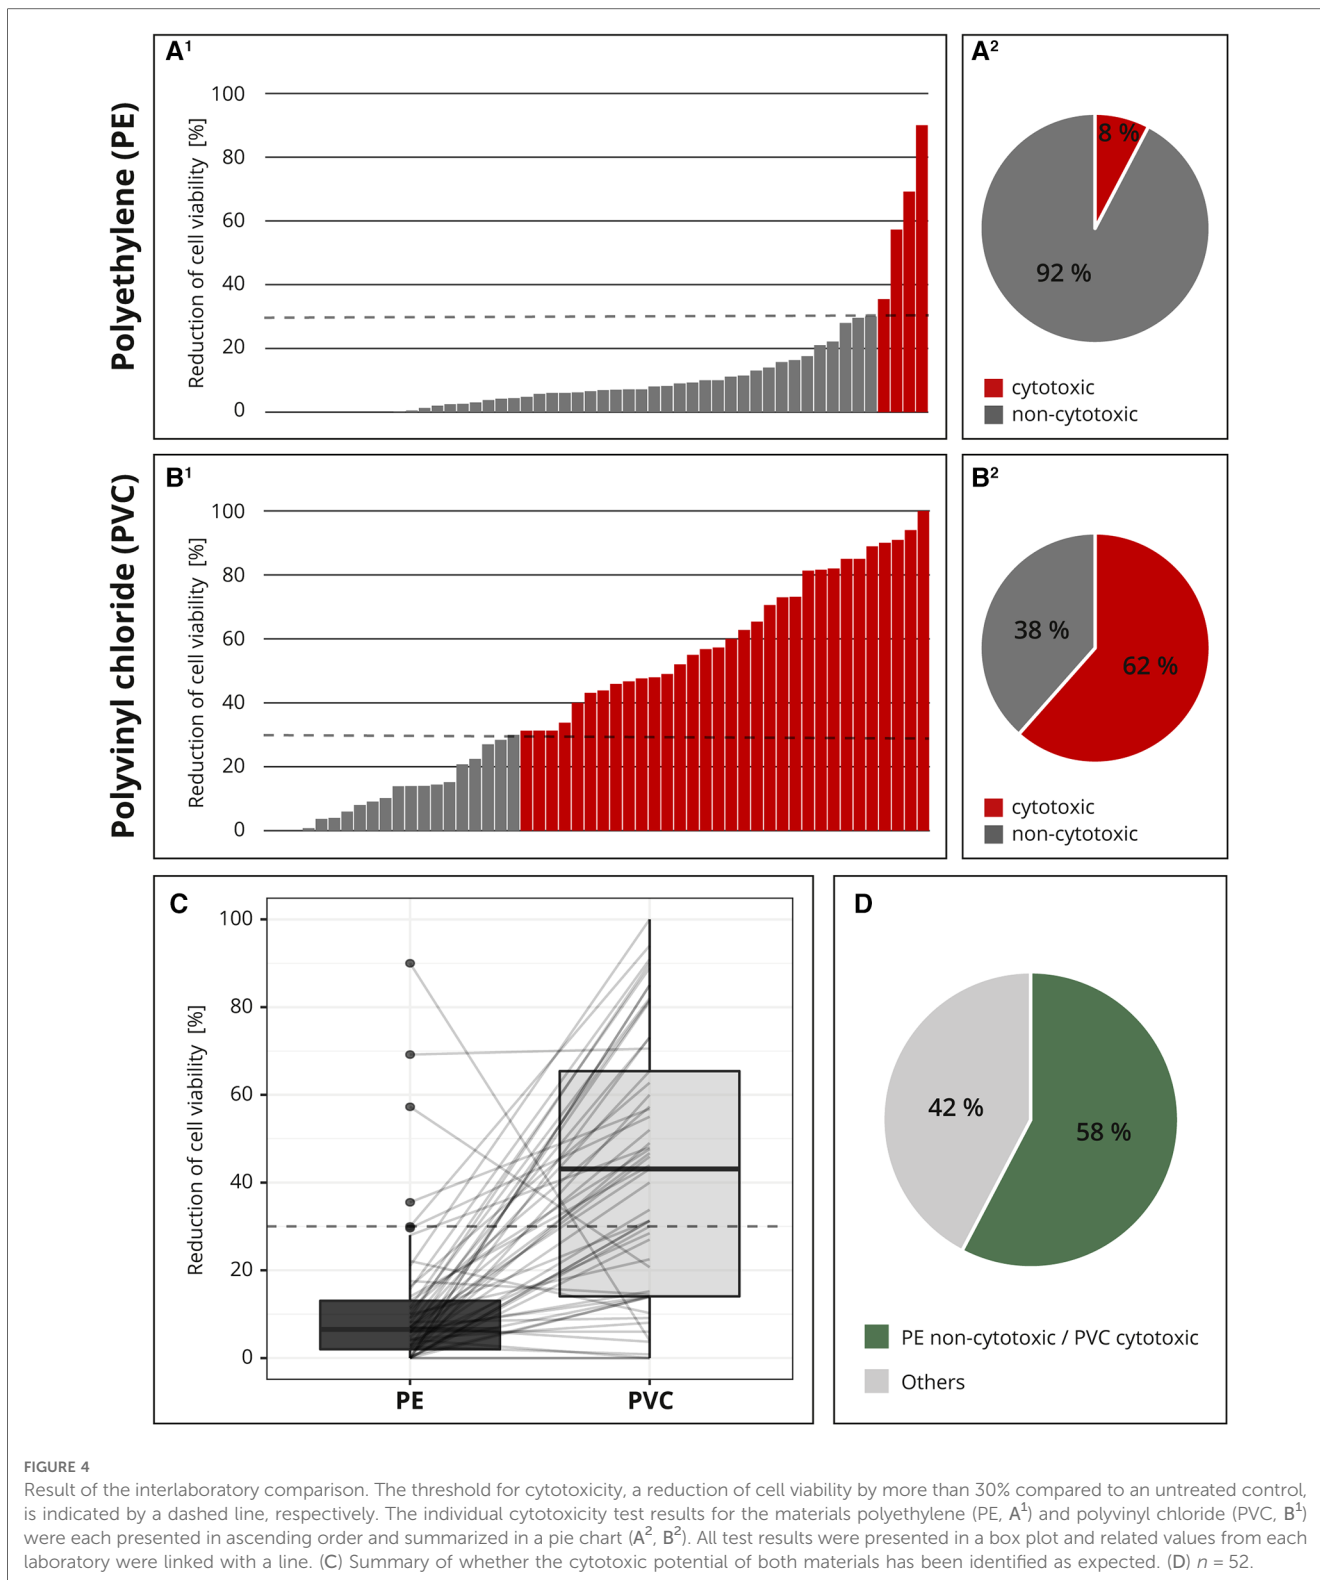 A¹
Polyethylene (PE)
Reduction of cell viability [%]
100
80
60
40
20
0
A²
8 %
92 %
cytotoxic
non-cytotoxic
B¹
Polyvinyl chloride (PVC)
Reduction of cell viability [%]
100
80
60
40
20
0
B²
38 %
62 %
cytotoxic
non-cytotoxic
C
Reduction of cell viability [%]
100
80
60
40
20
0
PE
PVC
D
42 %
58 %
PE non-cytotoxic / PVC cytotoxic
Others
FIGURE 4
Result of the interlaboratory comparison. The threshold for cytotoxicity, a reduction of cell viability by more than 30% compared to an untreated control,
is indicated by a dashed line, respectively. The individual cytotoxicity test results for the materials polyethylene (PE, A¹) and polyvinyl chloride (PVC, B¹)
were each presented in ascending order and summarized in a pie chart (A², B²). All test results were presented in a box plot and related values from each
laboratory were linked with a line. (C) Summary of whether the cytotoxic potential of both materials has been identified as expected. (D) n = 52.